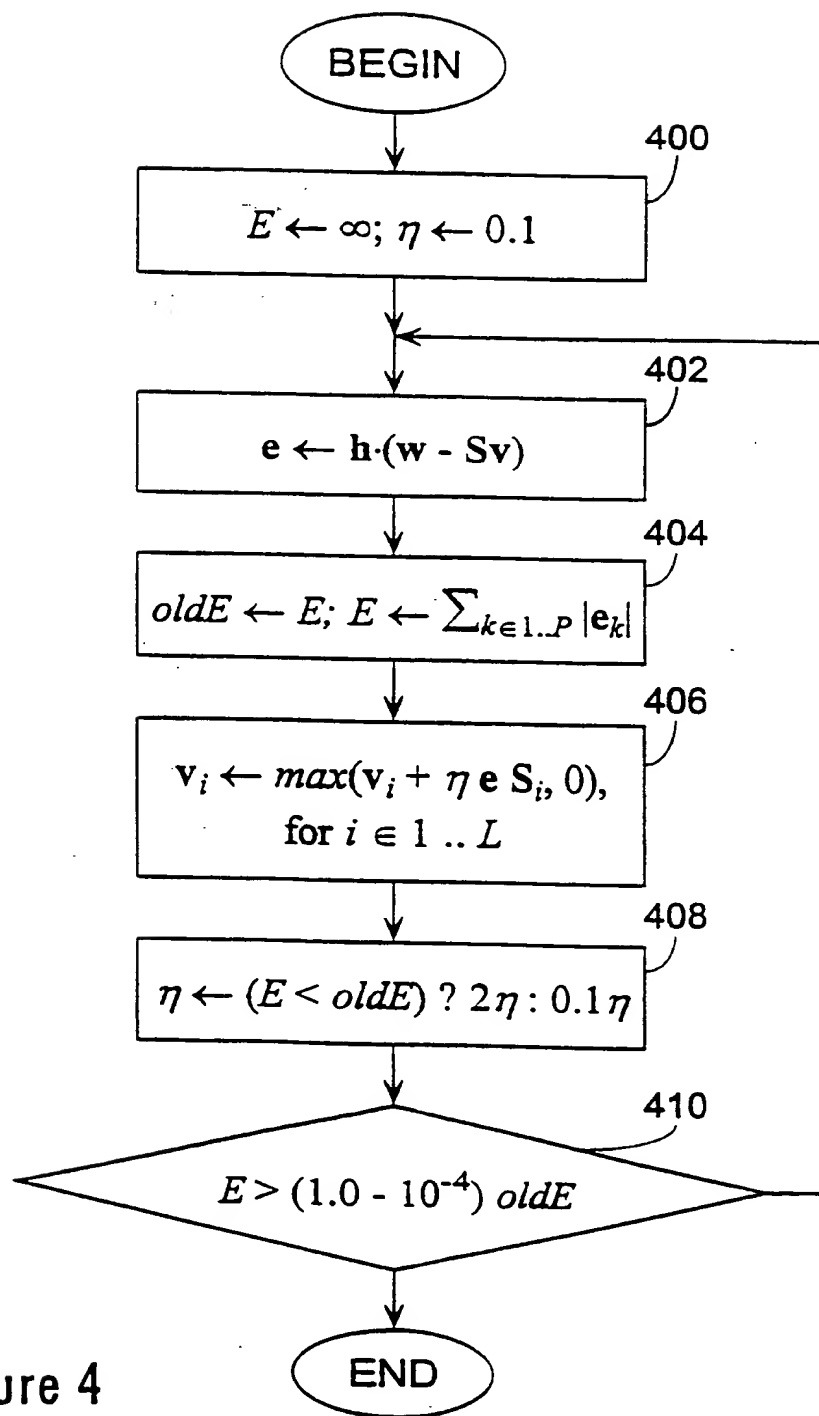 BEGIN
400
E ← ∞; η ← 0.1
402
e ← h·(w - Sv)
404
oldE ← E; E ← ∑k∈1..P |ek|
406
vi ← max(vi + η e Si, 0),
for i ∈ 1 .. L
408
η ← (E < oldE) ? 2η : 0.1η
410
E > (1.0 - 10⁻⁴) oldE
END
ure 4